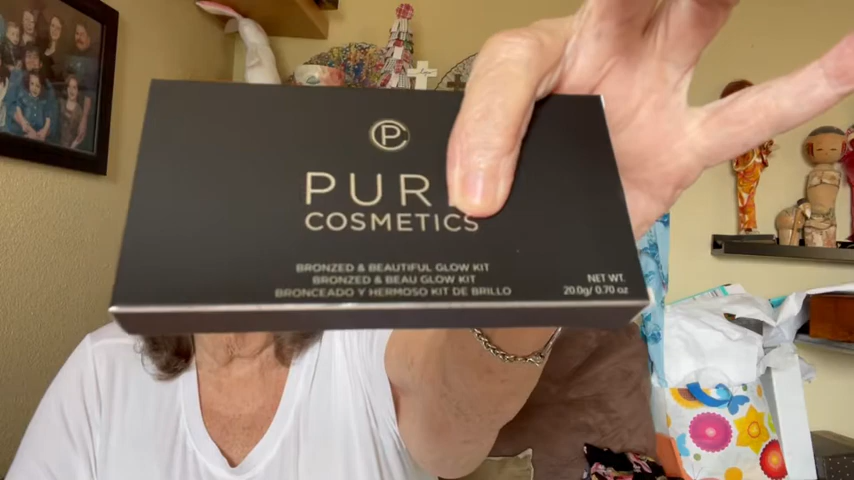 PUR
COSMETICS
BRONZED & BEAUTIFUL GLOW KIT
BRONZED & BEAU GLOW KIT
BRONCEADO Y HERMOSO KIT DE BRILLO
NET WT.
20.0g/ 0.70 oz